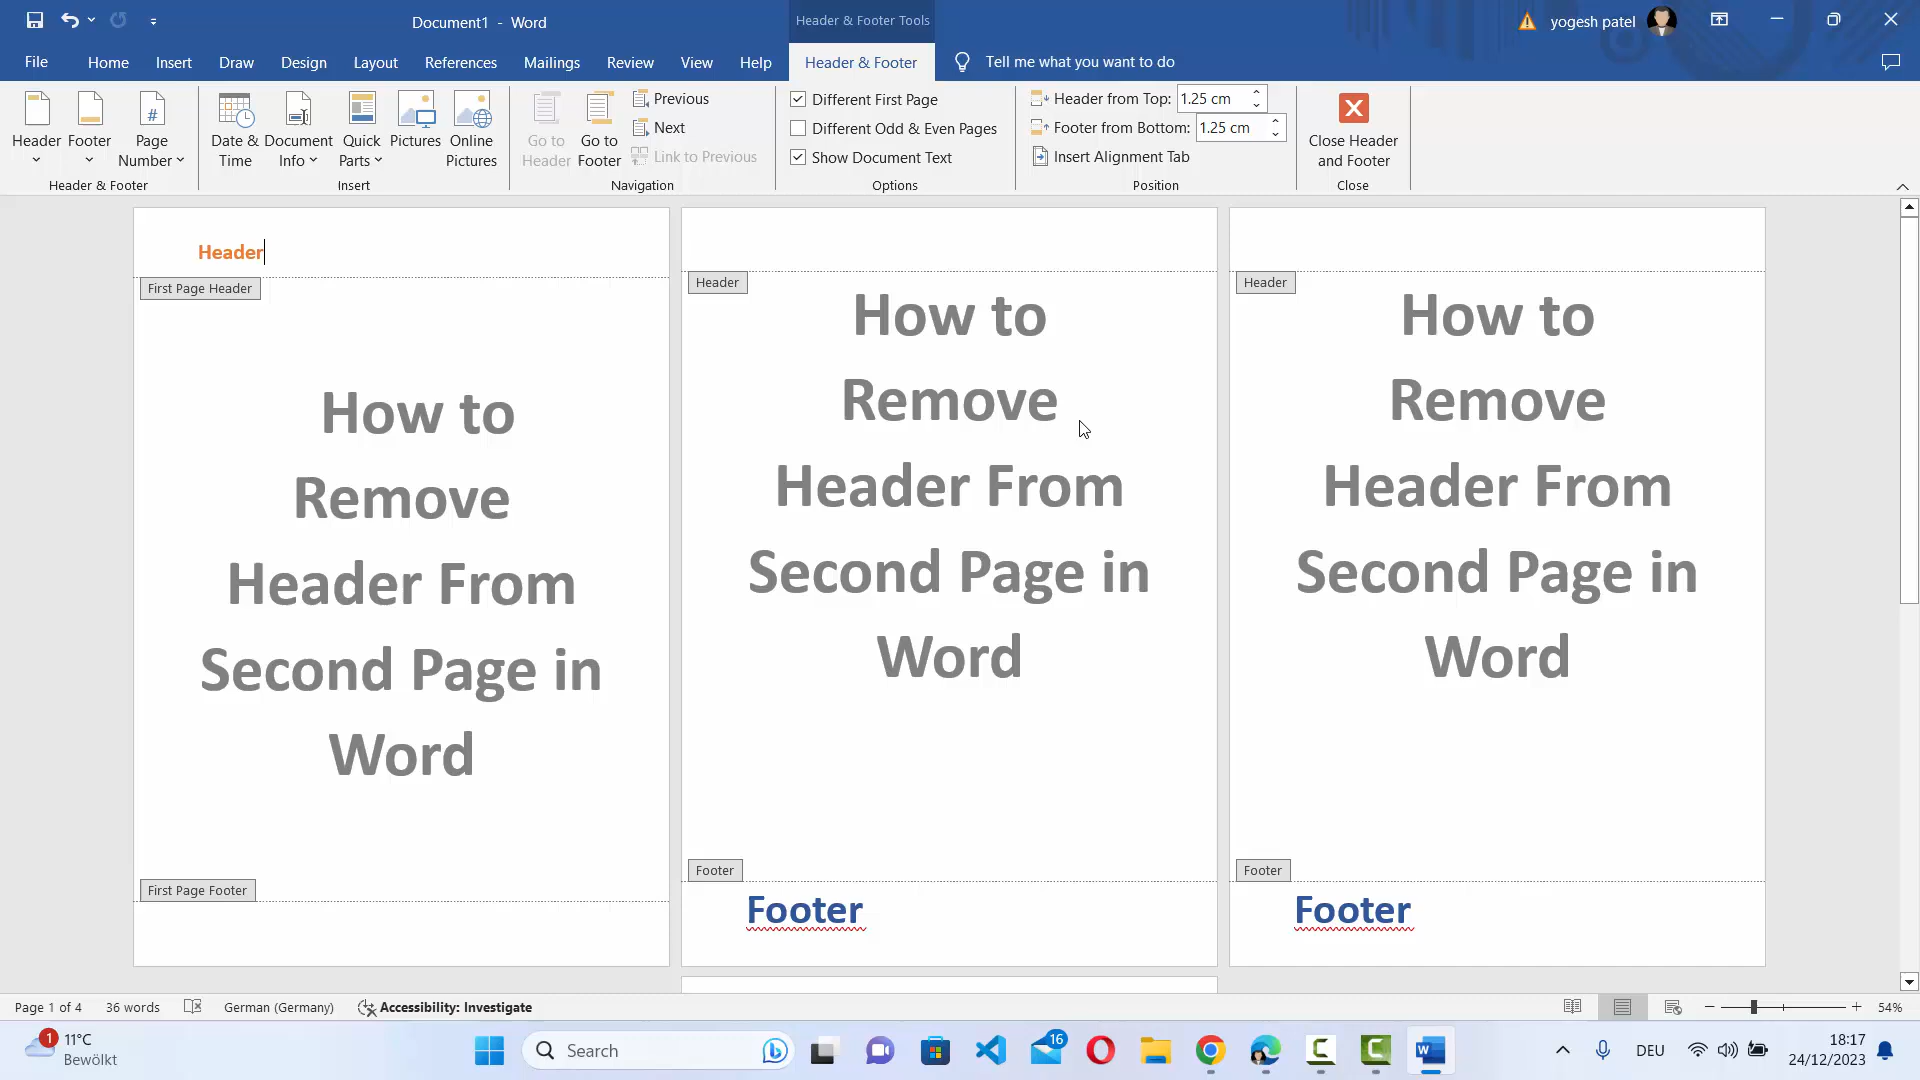 Document1 - Word
Header & Footer Tools
yogesh patel
File Home Insert Draw Design Layout References Mailings Review View Help Header & Footer Tell me what you want to do
Header
Footer
Page
Number
Header & Footer
Date &
Time
Document
Info
Quick
Parts
Pictures
Online
Pictures
Insert
Go to
Header
Go to
Footer
Previous
Next
Link to Previous
Navigation
Different First Page
Different Odd & Even Pages
Show Document Text
Options
Header from Top: 1.25 cm
Footer from Bottom: 1.25 cm
Insert Alignment Tab
Position
Close Header
and Footer
Close
Header
First Page Header
How to
Remove
Header From
Second Page in
Word
First Page Footer
Header
How to
Remove
Header From
Second Page in
Word
Footer
Footer
Header
How to
Remove
Header From
Second Page in
Word
Footer
Footer
Page 1 of 4 36 words German (Germany) Accessibility: Investigate 54%
1
11°C
Bewölkt
Search
16
DEU
18:17
24/12/2023